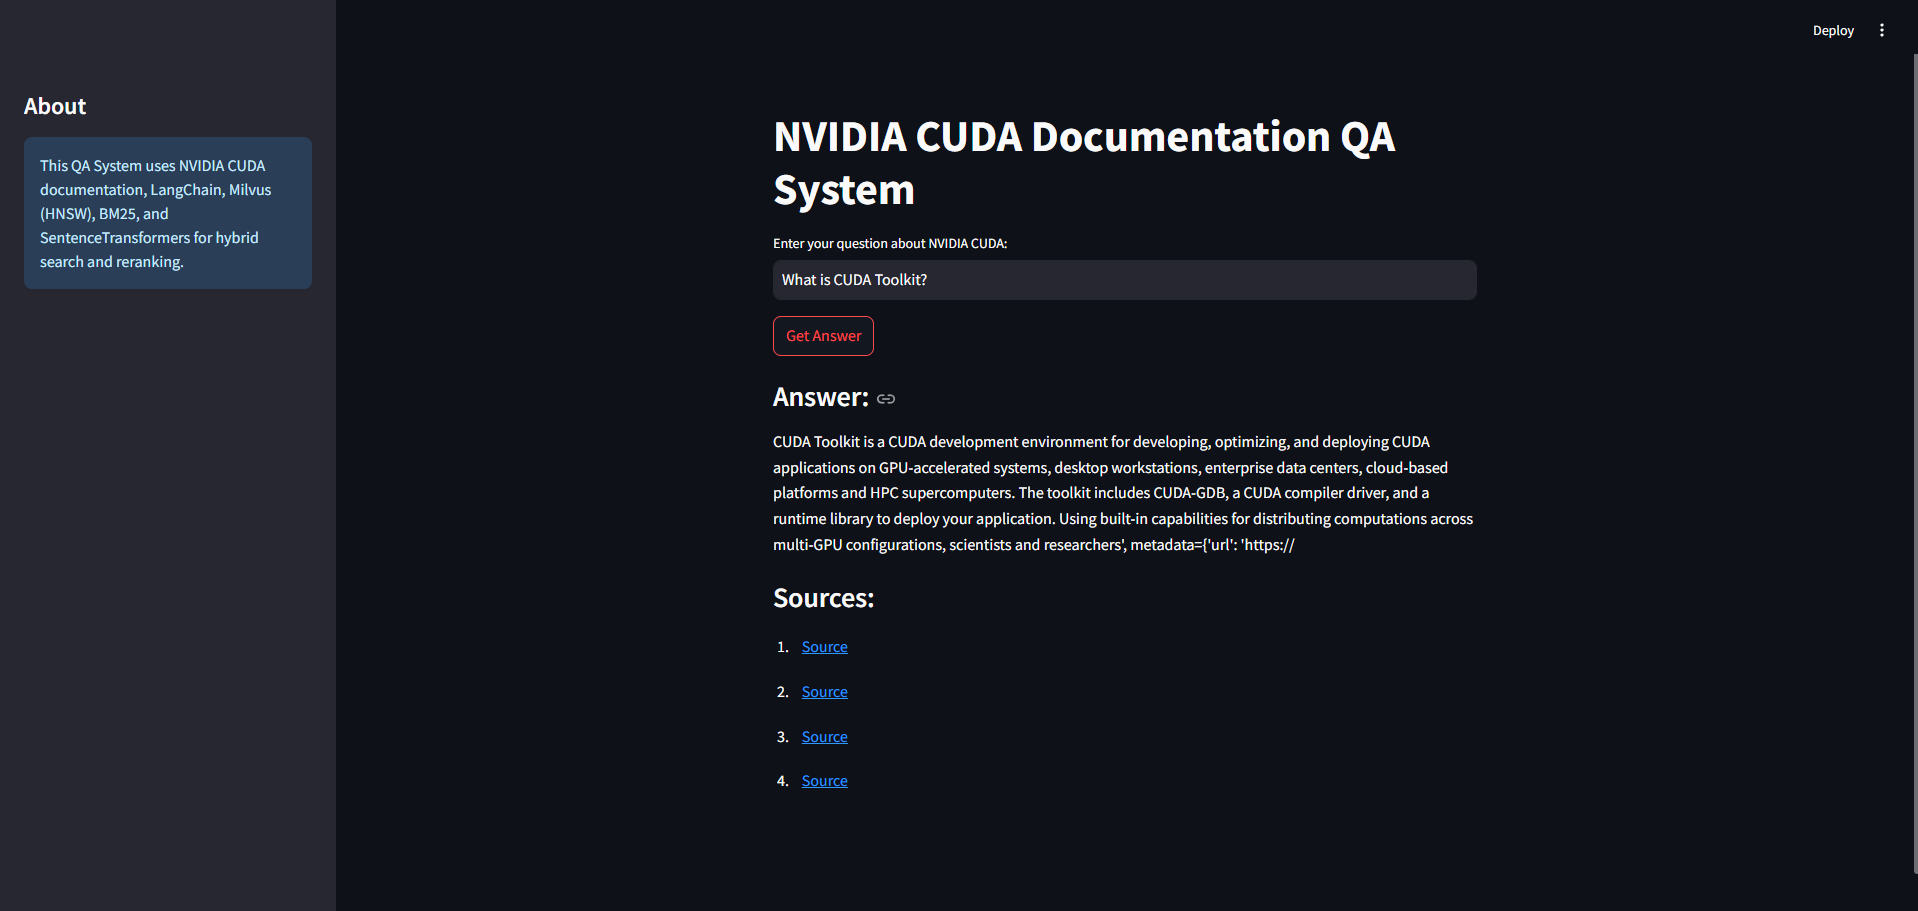 Deploy
About
This QA System uses NVIDIA CUDA
documentation, LangChain, Milvus
(HNSW), BM25, and
SentenceTransformers for hybrid
search and reranking.
NVIDIA CUDA Documentation QA
System
Enter your question about NVIDIA CUDA:
What is CUDA Toolkit?
Get Answer
Answer:
CUDA Toolkit is a CUDA development environment for developing, optimizing, and deploying CUDA
applications on GPU-accelerated systems, desktop workstations, enterprise data centers, cloud-based
platforms and HPC supercomputers. The toolkit includes CUDA-GDB, a CUDA compiler driver, and a
runtime library to deploy your application. Using built-in capabilities for distributing computations across
multi-GPU configurations, scientists and researchers', metadata={'url': 'https://
Sources:
1. Source
2. Source
3. Source
4. Source